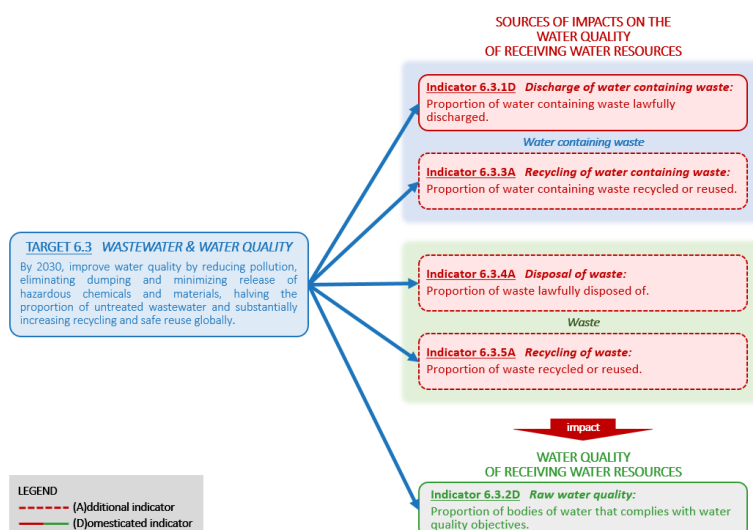 SOURCES OF IMPACTS ON THE
WATER QUALITY
OF RECEIVING WATER RESOURCES
Indicator 6.3.1D Discharge of water containing waste:
Proportion of water containing waste lawfully
discharged.
Water containing waste
Indicator 6.3.3A Recycling of water containing waste:
Proportion of water containing waste recycled or reused.
TARGET 6.3 WASTEWATER & WATER QUALITY
By 2030, improve water quality by reducing pollution,
eliminating dumping and minimizing release of
hazardous chemicals and materials, halving the
proportion of untreated wastewater and substantially
increasing recycling and safe reuse globally.
Indicator 6.3.4A Disposal of waste:
Proportion of waste lawfully disposed of.
Waste
Indicator 6.3.5A Recycling of waste:
Proportion of waste recycled or reused.
impact
WATER QUALITY
OF RECEIVING WATER RESOURCES
Indicator 6.3.2D Raw water quality:
Proportion of bodies of water that complies with water
quality objectives.
LEGEND
(A)dditional indicator
(D)omesticated indicator